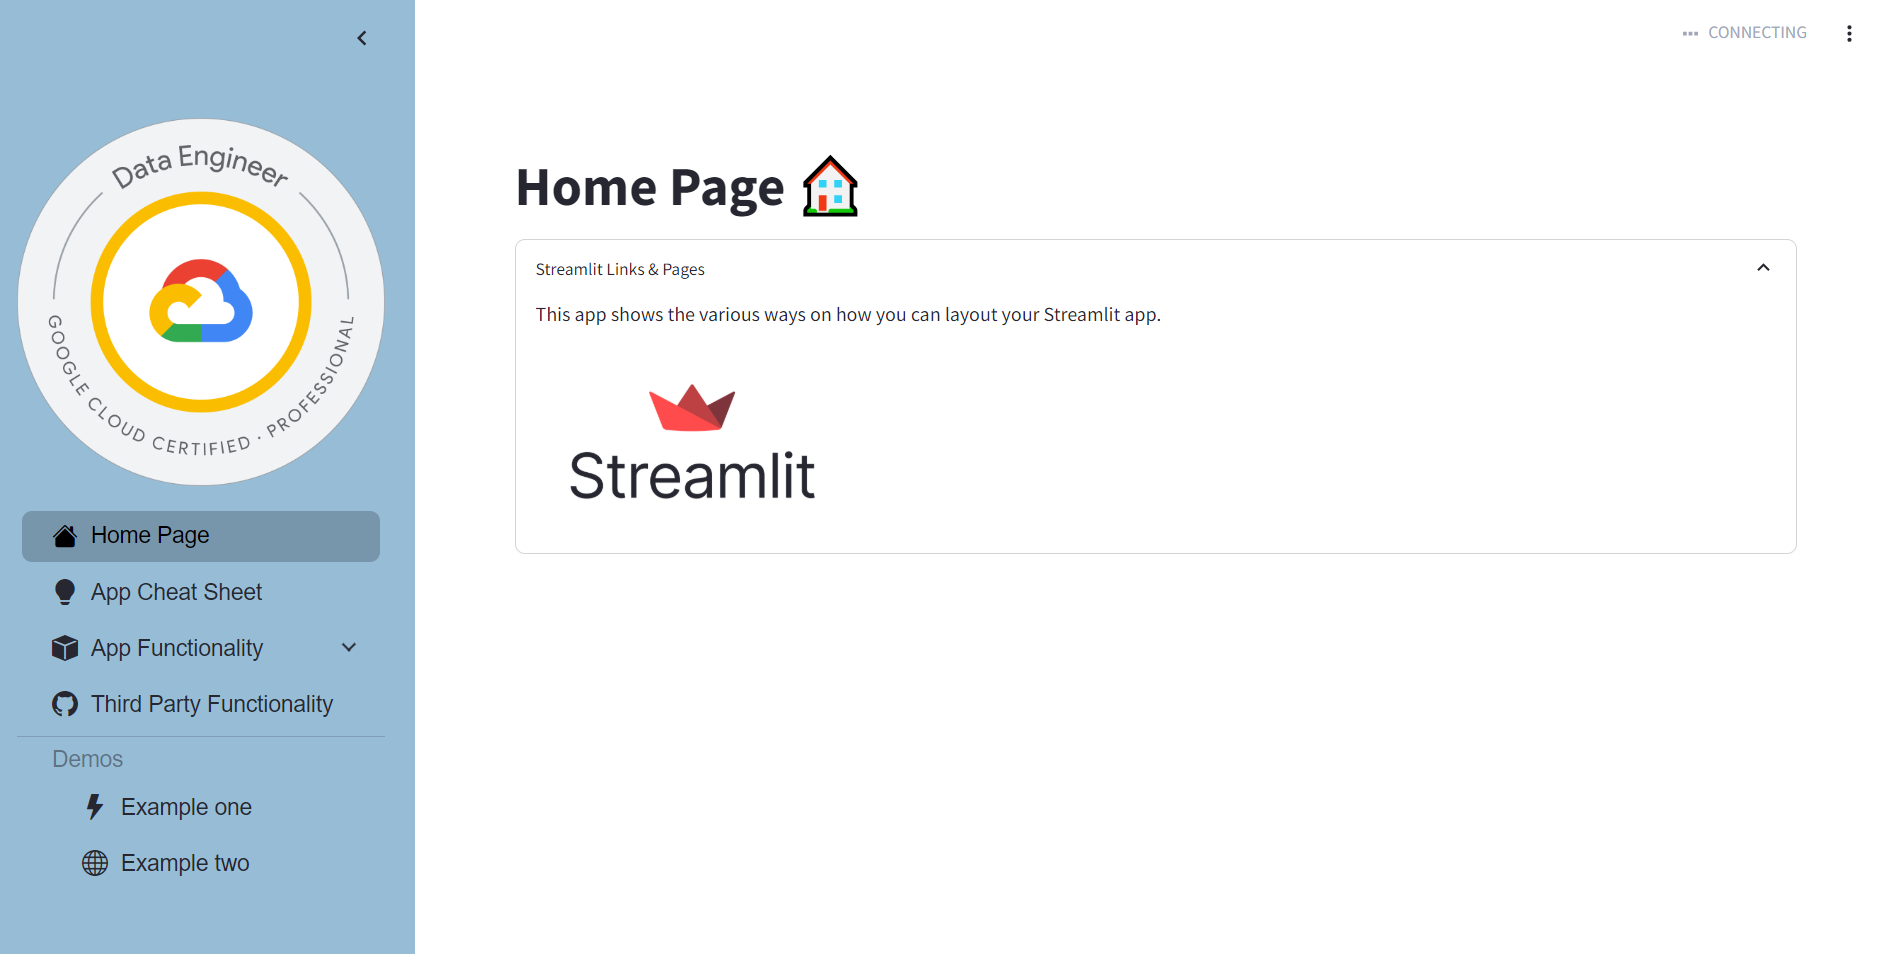 Data Engineer
GOOGLE CLOUD CERTIFIED · PROFESSIONAL
Home Page
App Cheat Sheet
App Functionality
Third Party Functionality
Demos
Example one
Example two
CONNECTING
Home Page
Streamlit Links & Pages
This app shows the various ways on how you can layout your Streamlit app.
Streamlit